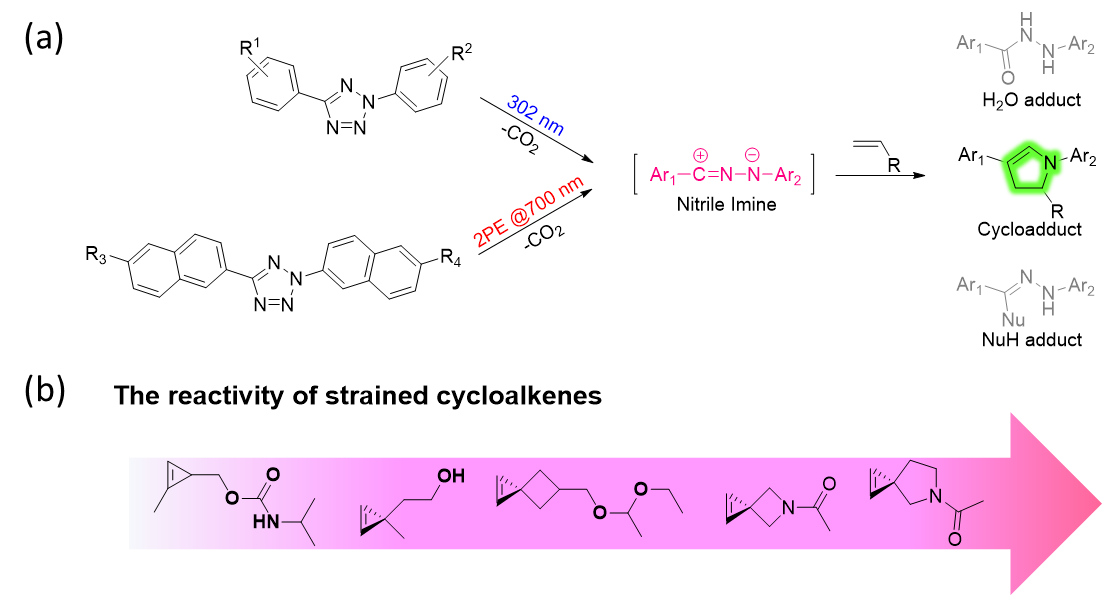 (a)
R1
R2
N
N
N=N
302 nm
-CO2
2PE @700 nm
-CO2
R3
N
N
N=N
R4
[ Ar1–C=N–N–Ar2 ]
⊕ ⊖
Nitrile Imine
R
Ar1
H
N
N
H
Ar2
O
H2O adduct
Ar1
N
Ar2
R
Cycloadduct
Ar1
N
N
H
Ar2
Nu
NuH adduct
(b)
The reactivity of strained cycloalkenes
O
O
HN
OH
O
O
N
O
N
O